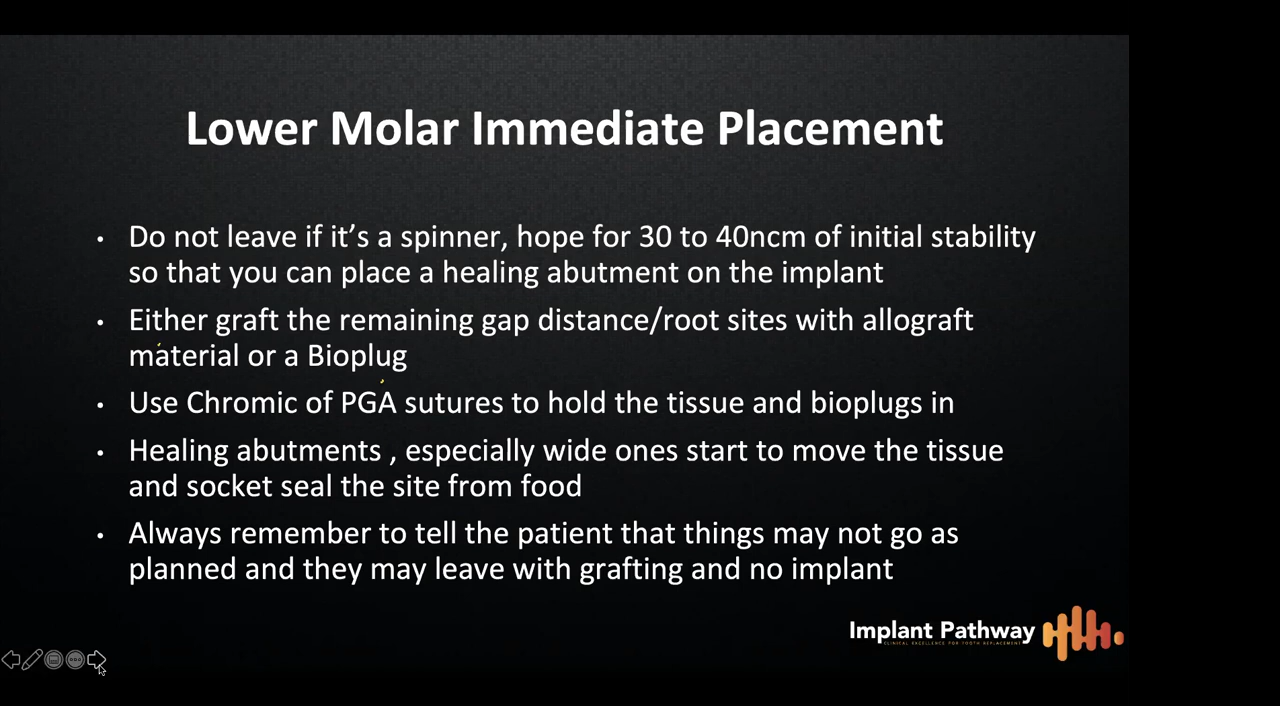 Lower Molar Immediate Placement
• Do not leave if it's a spinner, hope for 30 to 40ncm of initial stability
so that you can place a healing abutment on the implant
• Either graft the remaining gap distance/root sites with allograft
material or a Bioplug
• Use Chromic of PGA sutures to hold the tissue and bioplugs in
• Healing abutments , especially wide ones start to move the tissue
and socket seal the site from food
• Always remember to tell the patient that things may not go as
planned and they may leave with grafting and no implant
Implant Pathway
CLINICAL EXCELLENCE FOR TOOTH REPLACEMENT